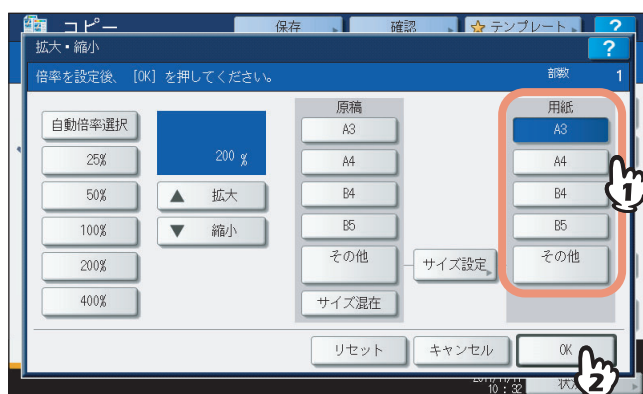 コピー 保存 確認 テンプレート ?
拡大・縮小 ?
倍率を設定後、 [OK] を押してください。 部数 1
自動倍率選択
25%
50%
100%
200%
400%
200 %
▲ 拡大
▼ 縮小
原稿
A3
A4
B4
B5
その他
サイズ混在
サイズ設定
用紙
A3
A4
B4
B5
その他
1
リセット キャンセル OK
2
10:32